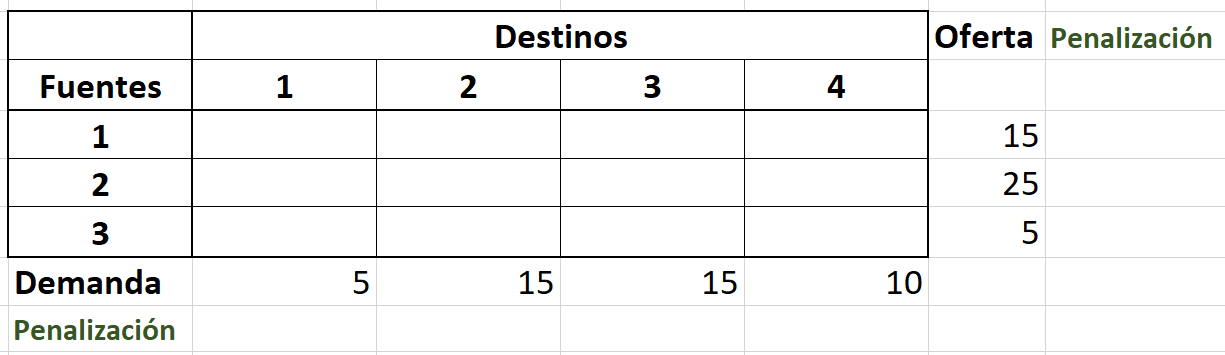 Destinos Oferta Penalización
Fuentes 1 2 3 4
1 15
2 25
3 5
Demanda 5 15 15 10
Penalización